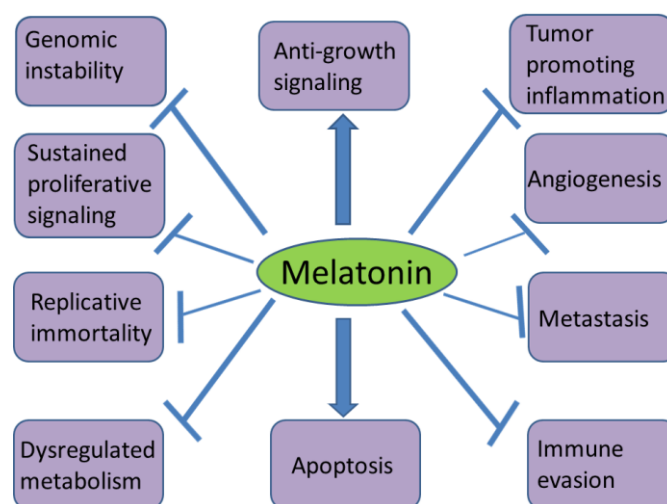 Genomic
instability
Anti-growth
signaling
Tumor
promoting
inflammation
Sustained
proliferative
signaling
Angiogenesis
Melatonin
Replicative
immortality
Metastasis
Dysregulated
metabolism
Apoptosis
Immune
evasion